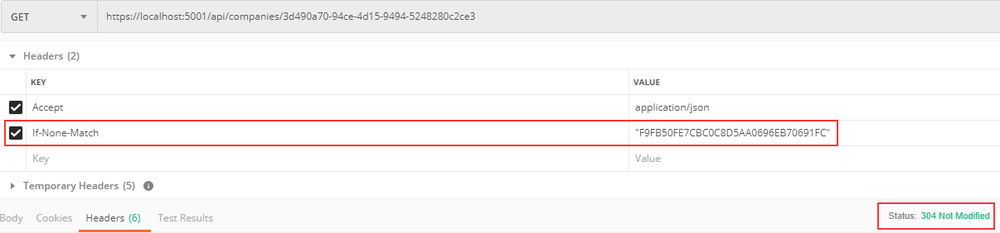 GET https://localhost:5001/api/companies/3d490a70-94ce-4d15-9494-5248280c2ce3
Headers (2)
KEY VALUE
Accept application/json
If-None-Match "F9FB50FE7CBC0C8D5AA0696EB70691FC"
Key Value
Temporary Headers (5) i
Body Cookies Headers (6) Test Results Status: 304 Not Modified